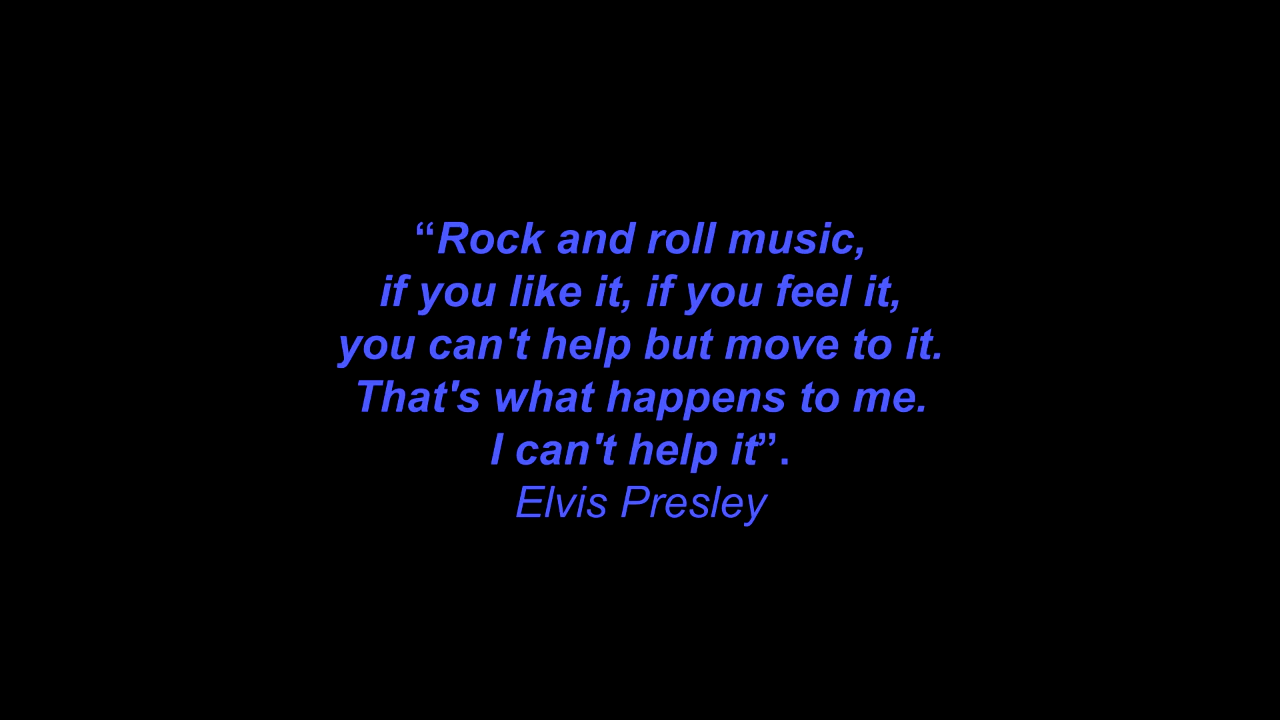 “Rock and roll music,
if you like it, if you feel it,
you can't help but move to it.
That's what happens to me.
I can't help it”.
Elvis Presley